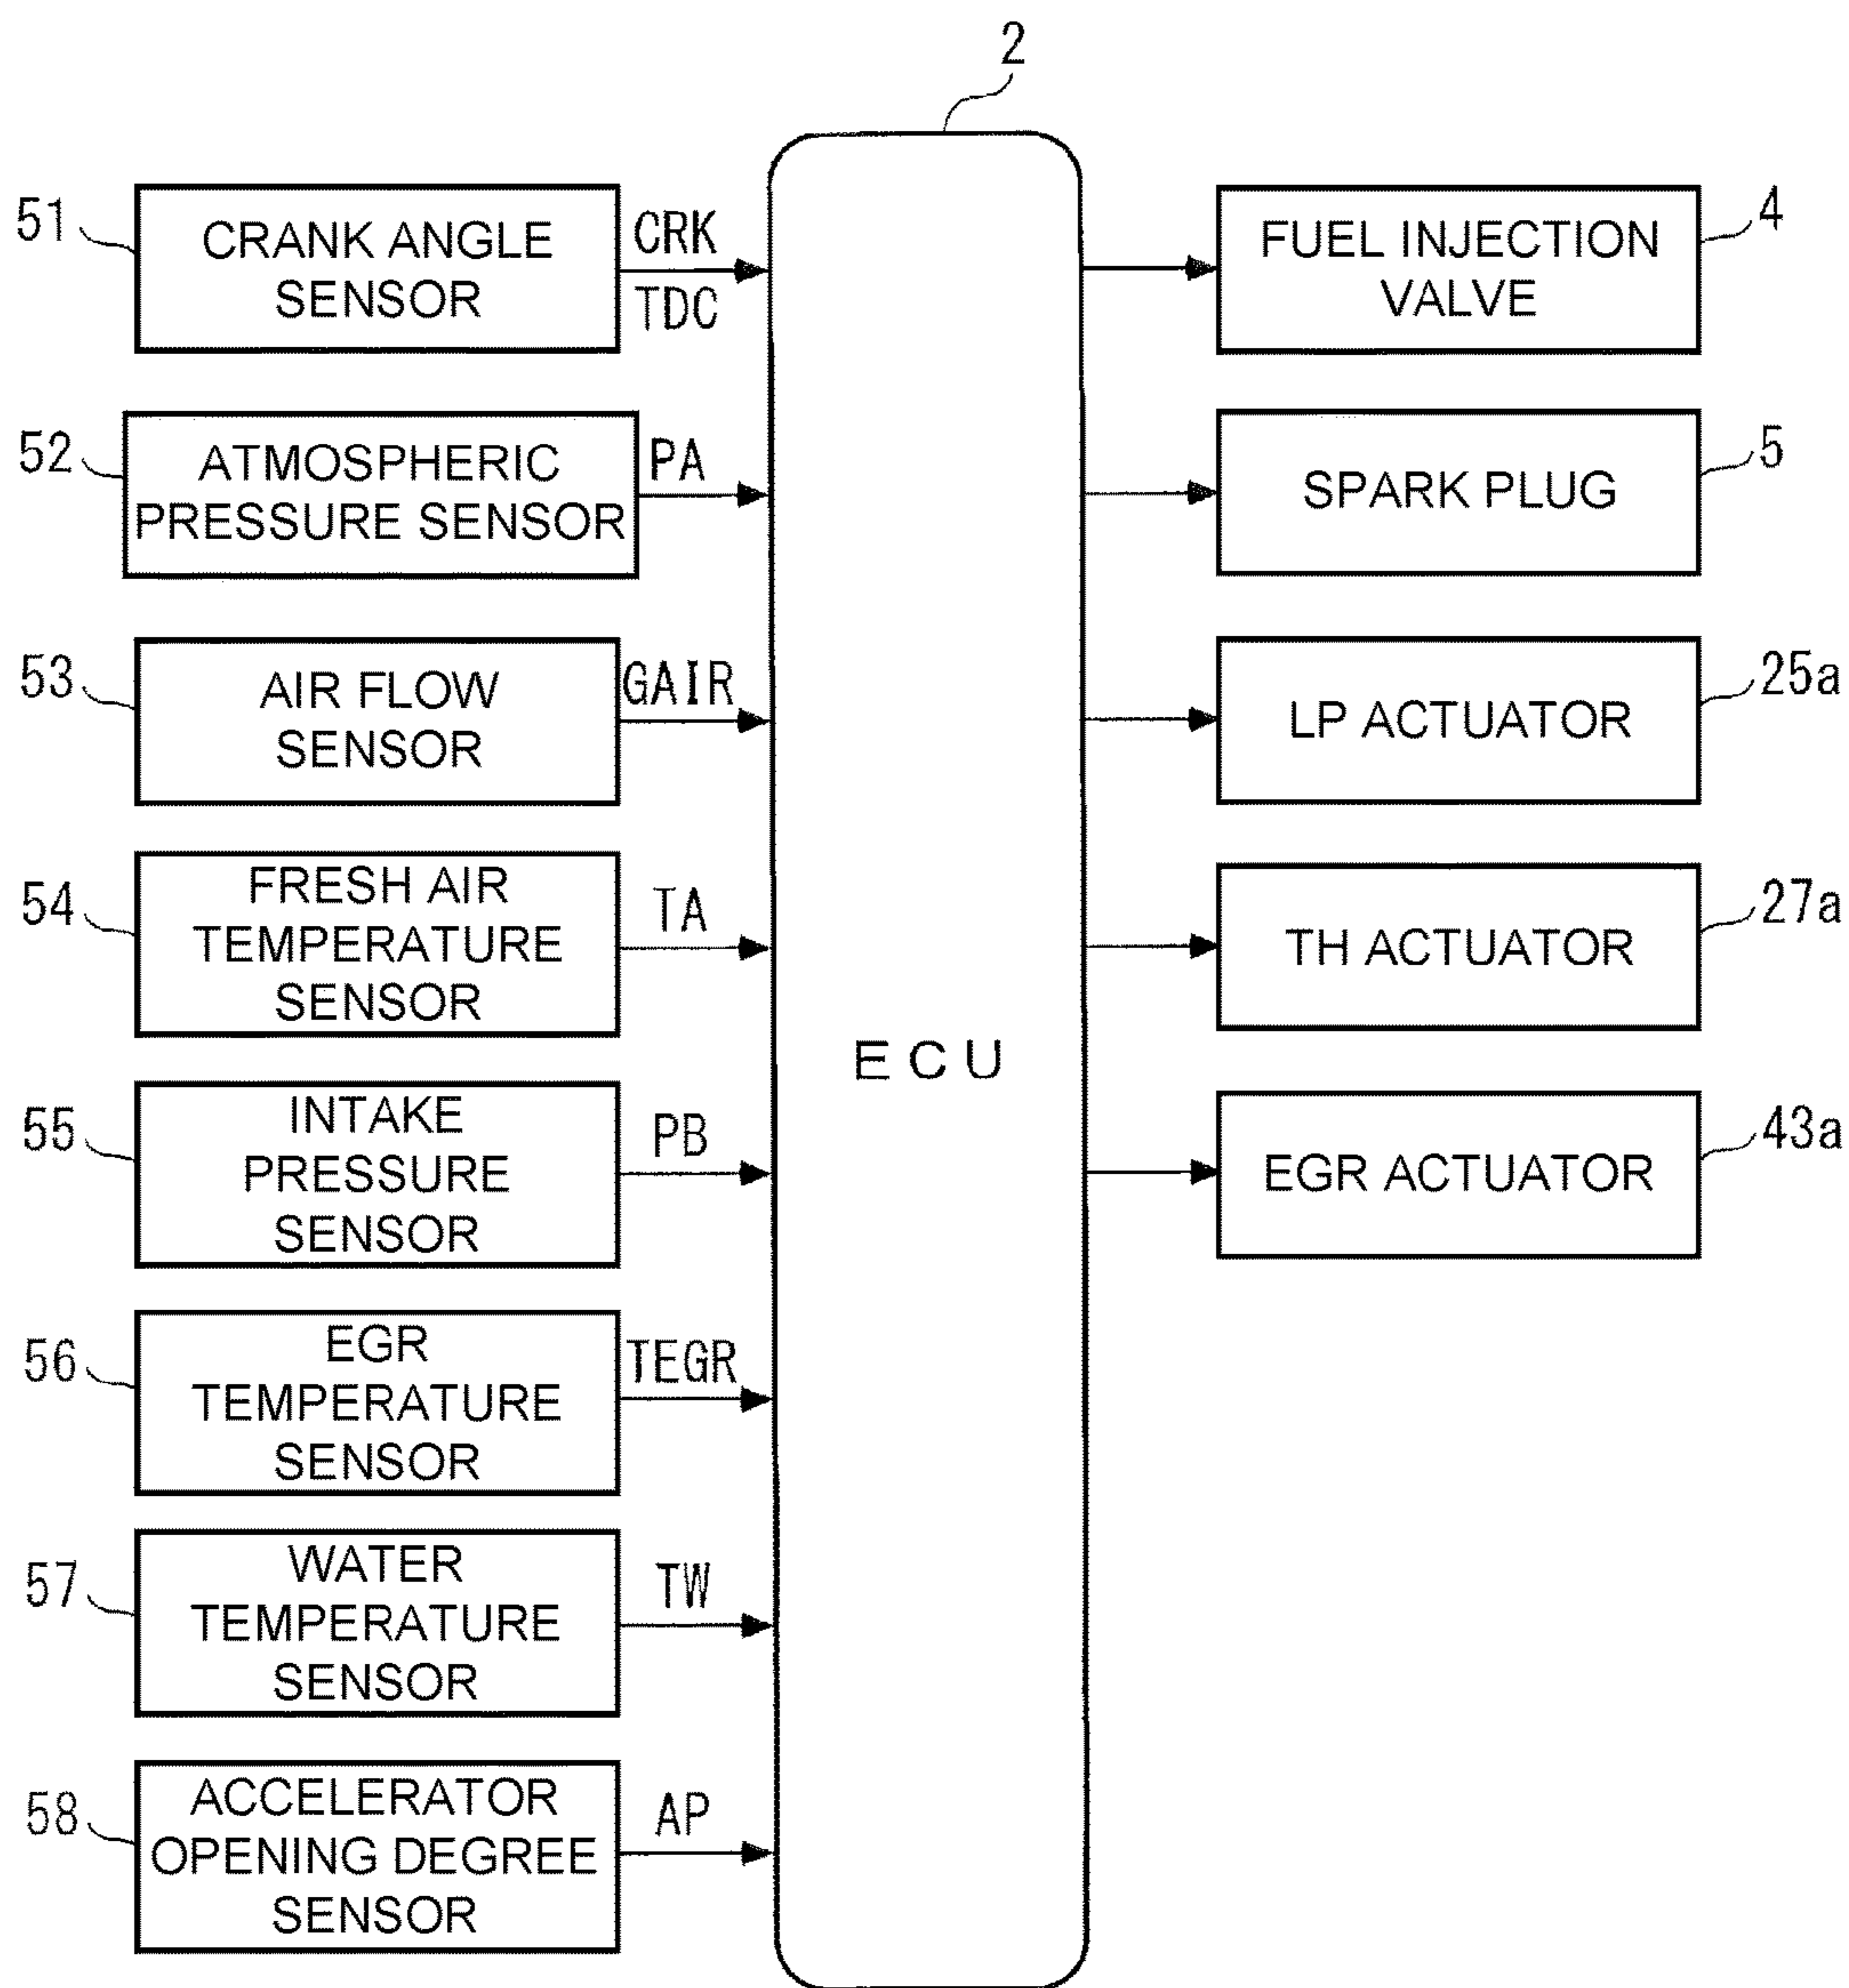 2
51
CRANK ANGLE
SENSOR
CRK
TDC
FUEL INJECTION
VALVE
4
52
ATMOSPHERIC
PRESSURE SENSOR
PA
SPARK PLUG
5
53
AIR FLOW
SENSOR
GAIR
LP ACTUATOR
25a
54
FRESH AIR
TEMPERATURE
SENSOR
TA
TH ACTUATOR
27a
ECU
55
INTAKE
PRESSURE
SENSOR
PB
EGR ACTUATOR
43a
56
EGR
TEMPERATURE
SENSOR
TEGR
57
WATER
TEMPERATURE
SENSOR
TW
58
ACCELERATOR
OPENING DEGREE
SENSOR
AP